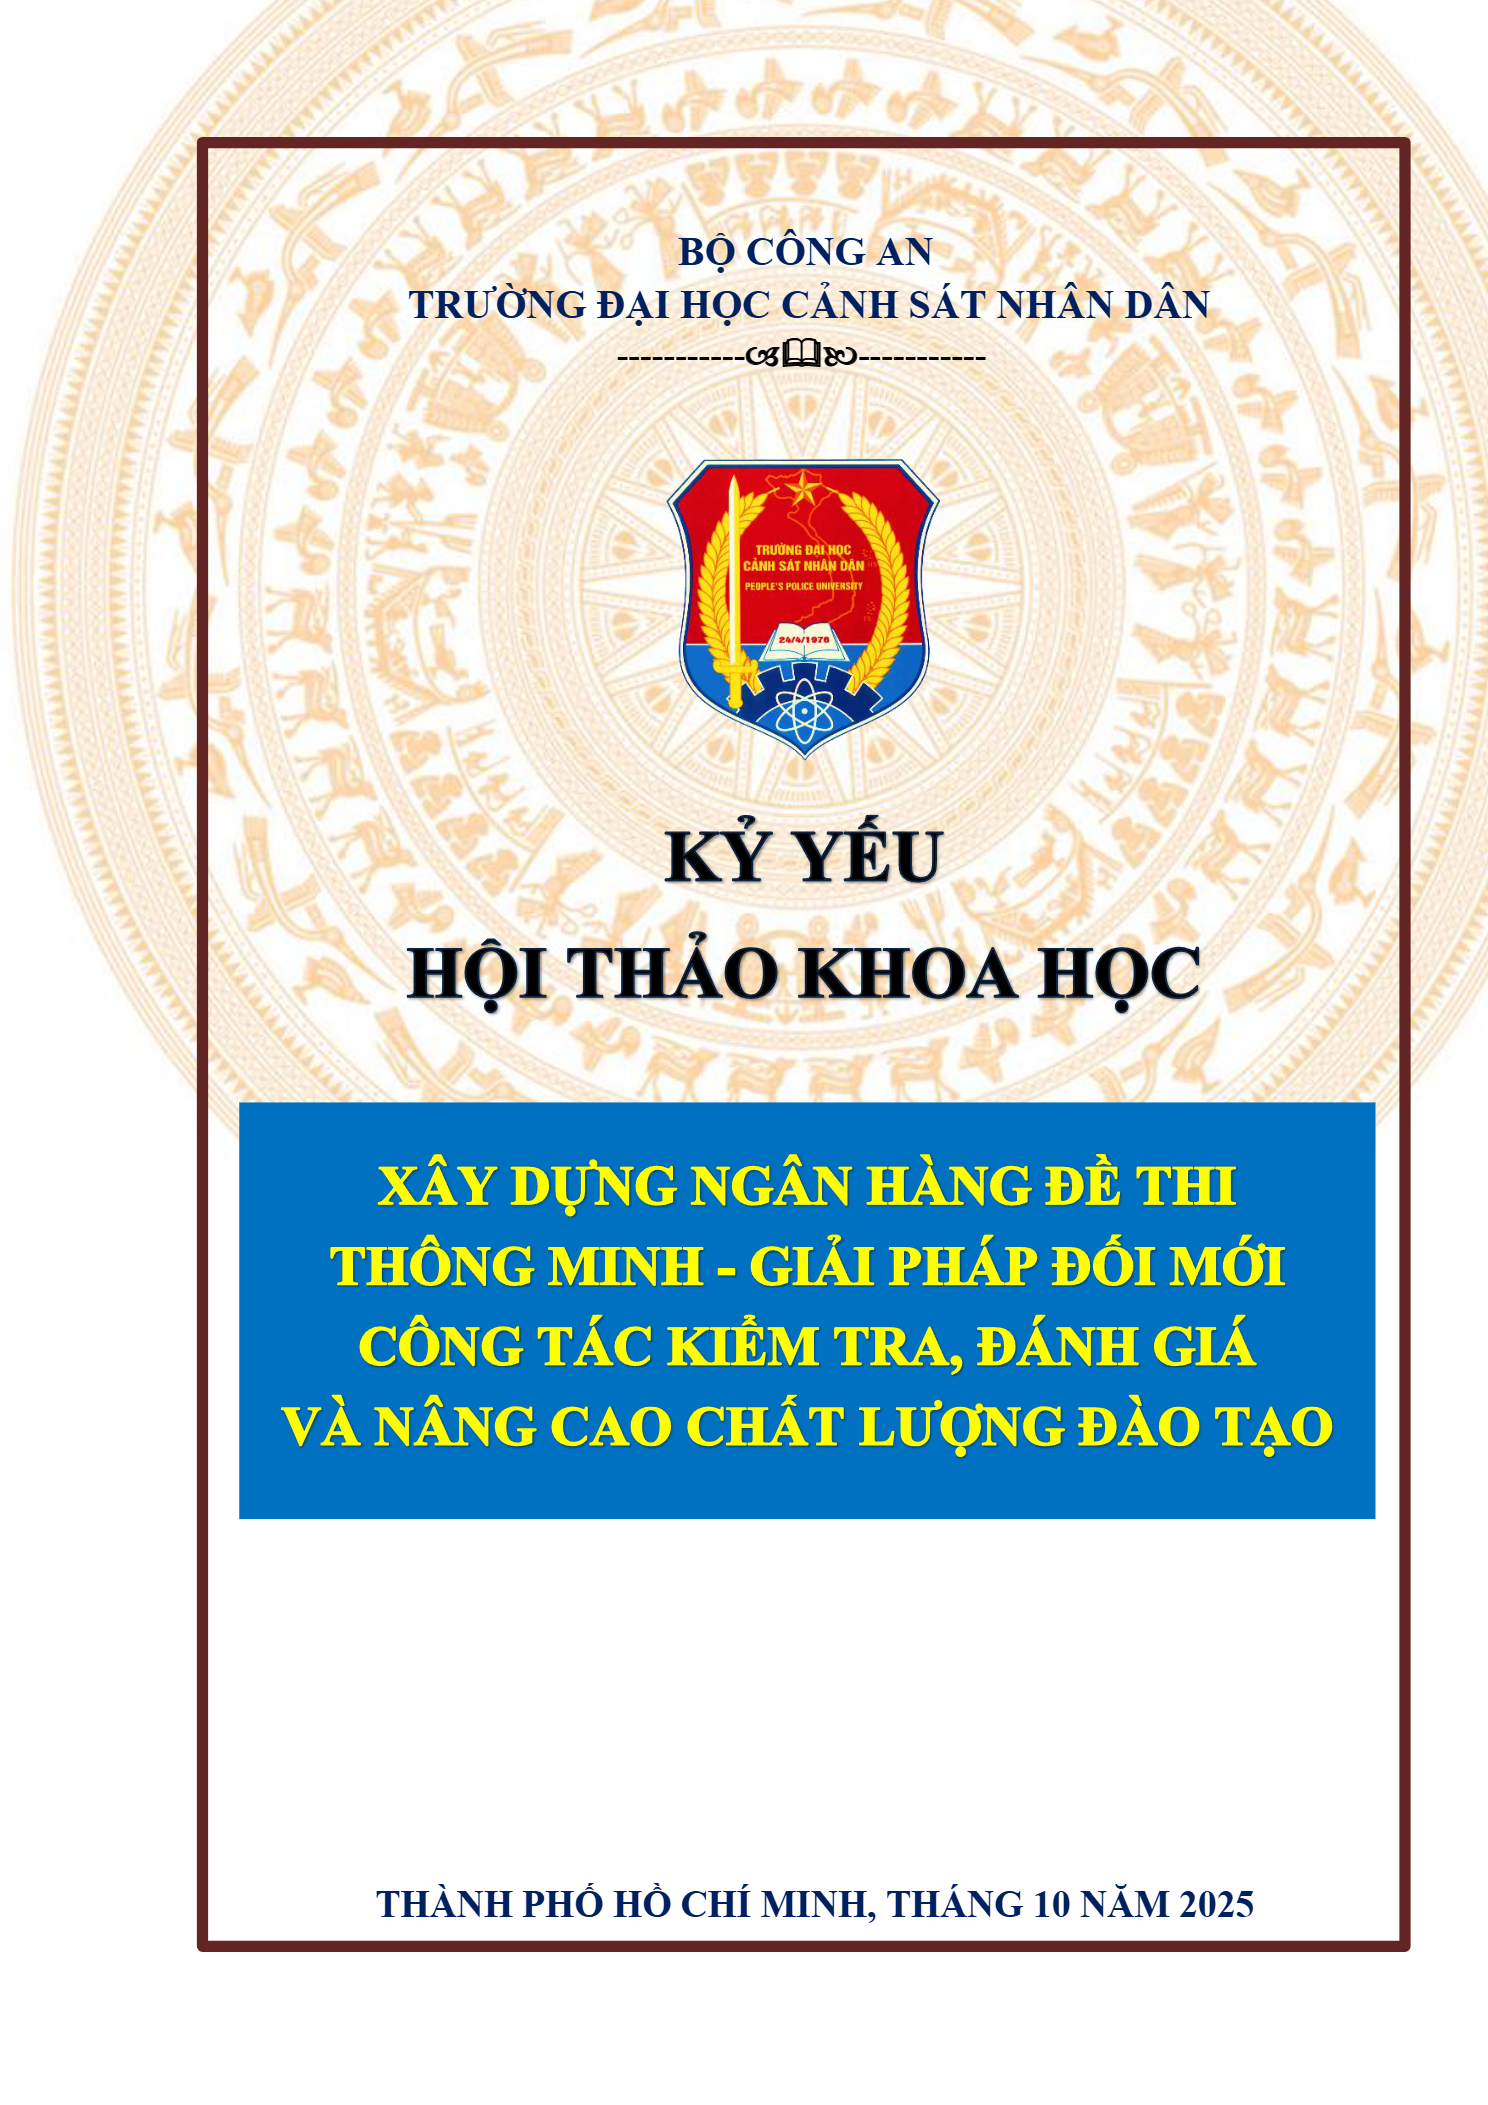 BỘ CÔNG AN
TRƯỜNG ĐẠI HỌC CẢNH SÁT NHÂN DÂN
TRƯỜNG ĐẠI HỌC
CẢNH SÁT NHÂN DÂN
PEOPLE'S POLICE UNIVERSITY
24/4/1976
KỶ YẾU
HỘI THẢO KHOA HỌC
XÂY DỰNG NGÂN HÀNG ĐỀ THI
THÔNG MINH - GIẢI PHÁP ĐỔI MỚI
CÔNG TÁC KIỂM TRA, ĐÁNH GIÁ
VÀ NÂNG CAO CHẤT LƯỢNG ĐÀO TẠO
THÀNH PHỐ HỒ CHÍ MINH, THÁNG 10 NĂM 2025